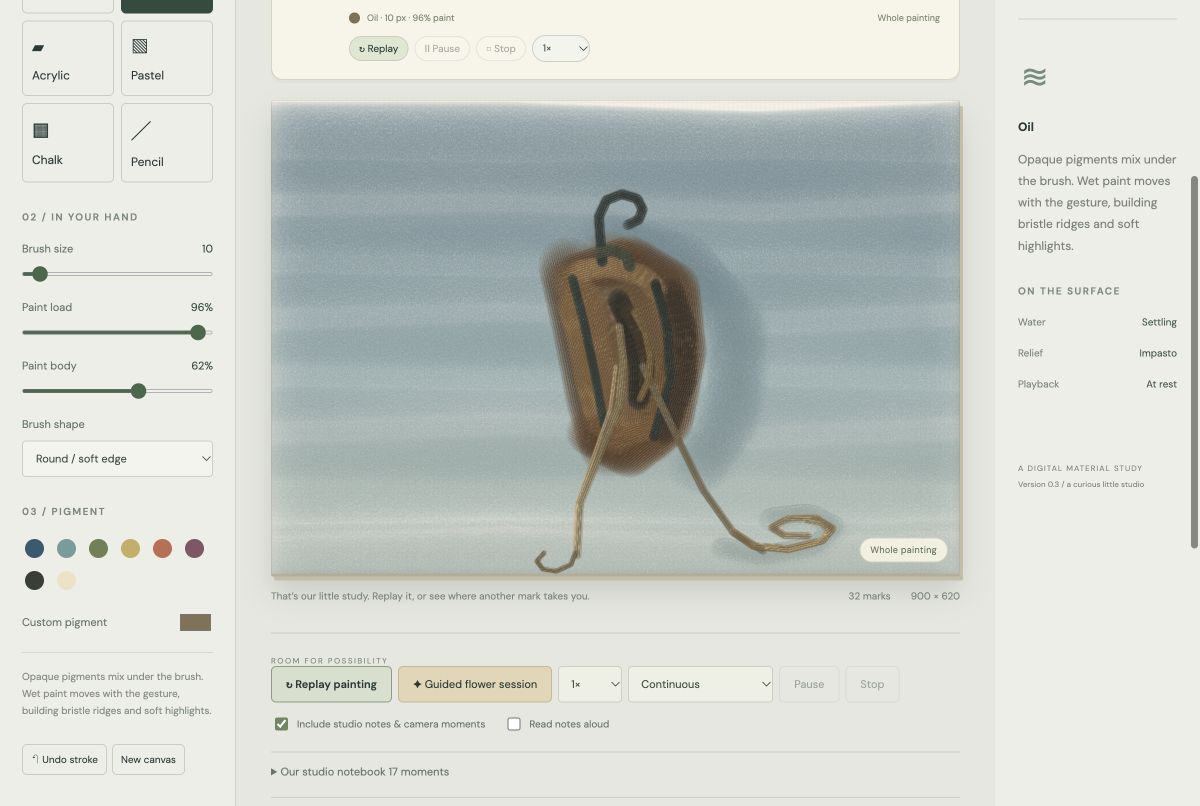 Acrylic
Pastel
Chalk
Pencil
02 / IN YOUR HAND
Brush size 10
Paint load 96%
Paint body 62%
Brush shape
Round / soft edge
03 / PIGMENT
Custom pigment
Opaque pigments mix under the brush.
Wet paint moves with the gesture,
building bristle ridges and soft highlights.
Undo stroke
New canvas
Oil · 10 px · 96% paint
Whole painting
↻ Replay
II Pause
▫ Stop
1×
Whole painting
That's our little study. Replay it, or see where another mark takes you.
32 marks
900 × 620
ROOM FOR POSSIBILITY
↻ Replay painting
✦ Guided flower session
1×
Continuous
Pause
Stop
Include studio notes & camera moments
Read notes aloud
▶ Our studio notebook 17 moments
Oil
Opaque pigments mix under
the brush. Wet paint moves
with the gesture, building
bristle ridges and soft
highlights.
ON THE SURFACE
Water Settling
Relief Impasto
Playback At rest
A DIGITAL MATERIAL STUDY
Version 0.3 / a curious little studio